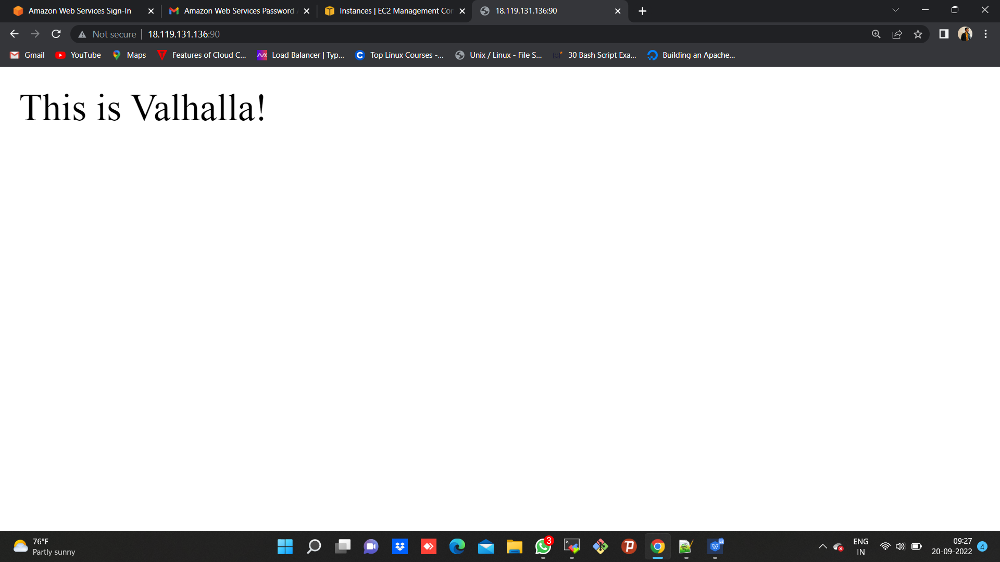 Amazon Web Services Sign-In
Amazon Web Services Password
Instances | EC2 Management Con
18.119.131.136:90
Not secure | 18.119.131.136:90
Gmail
YouTube
Maps
Features of Cloud C...
Load Balancer | Typ...
Top Linux Courses -...
Unix / Linux - File S...
30 Bash Script Exa...
Building an Apache...
This is Valhalla!
76°F
Partly sunny
3
ENG
IN
09:27
20-09-2022
4